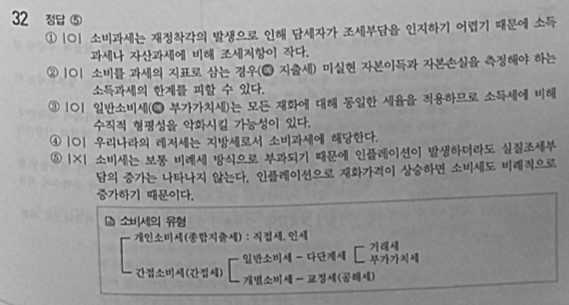 32 정답 ⑤
① |O| 소비과세는 재정착각의 발생으로 인해 담세자가 조세부담을 인지하기 어렵기 때문에 소득
과세나 자산과세에 비해 조세저항이 작다.
② |O| 소비를 과세의 지표로 삼는 경우(예 지출세) 미실현 자본이득과 자본손실을 측정해야 하는
소득과세의 한계를 피할 수 있다.
③ |O| 일반소비세(예 부가가치세)는 모든 재화에 대해 동일한 세율을 적용하므로 소득세에 비해
수직적 형평성을 악화시킬 가능성이 있다.
④ |O| 우리나라의 레저세는 지방세로서 소비과세에 해당한다.
⑤ |X| 소비세는 보통 비례세 방식으로 부과되기 때문에 인플레이션이 발생하더라도 실질조세부
담의 증가는 나타나지 않는다. 인플레이션으로 재화가격이 상승하면 소비세도 비례적으로
증가하기 때문이다.
소비세의 유형
개인소비세(종합지출세) : 직접세, 인세
간접소비세(간접세)
일반소비세 - 다단계세
거래세
부가가치세
개별소비세 - 교정세(공해세)